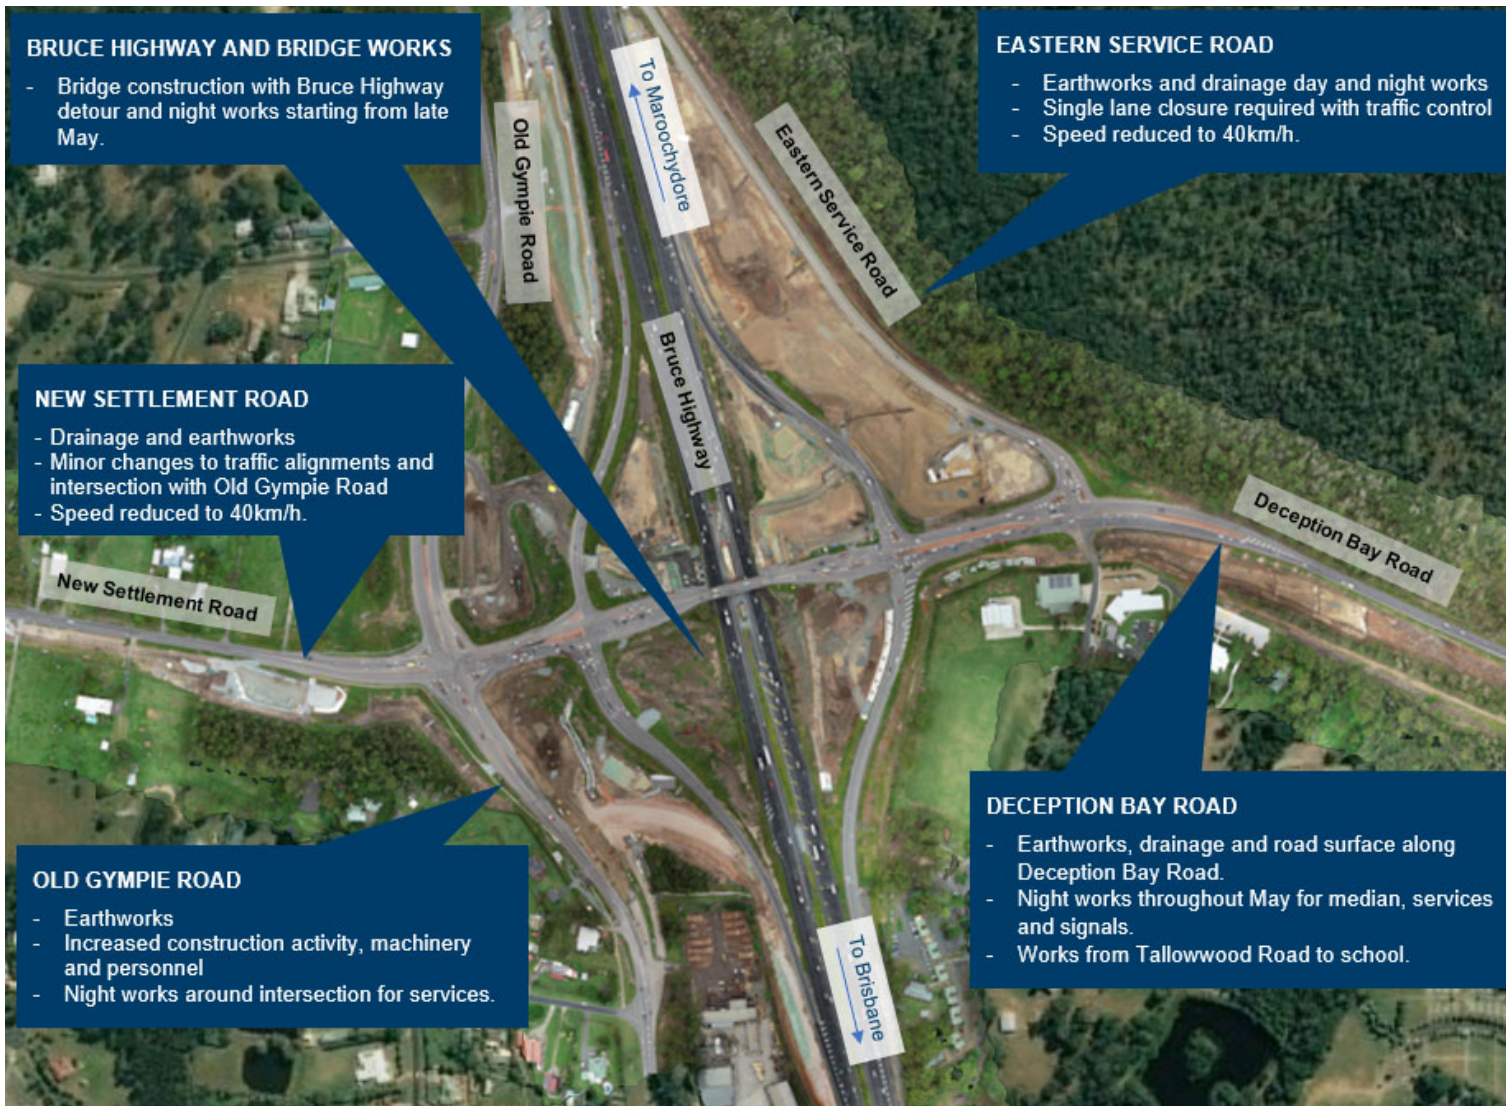 BRUCE HIGHWAY AND BRIDGE WORKS
- Bridge construction with Bruce Highway
detour and night works starting from late
May.
EASTERN SERVICE ROAD
- Earthworks and drainage day and night works
- Single lane closure required with traffic control
- Speed reduced to 40km/h.
To Maroochydore
Old Gympie Road
Eastern Service Road
Bruce Highway
NEW SETTLEMENT ROAD
- Drainage and earthworks
- Minor changes to traffic alignments and
intersection with Old Gympie Road
- Speed reduced to 40km/h.
New Settlement Road
Deception Bay Road
OLD GYMPIE ROAD
- Earthworks
- Increased construction activity, machinery
and personnel
- Night works around intersection for services.
DECEPTION BAY ROAD
- Earthworks, drainage and road surface along
Deception Bay Road.
- Night works throughout May for median, services
and signals.
- Works from Tallowwood Road to school.
To Brisbane